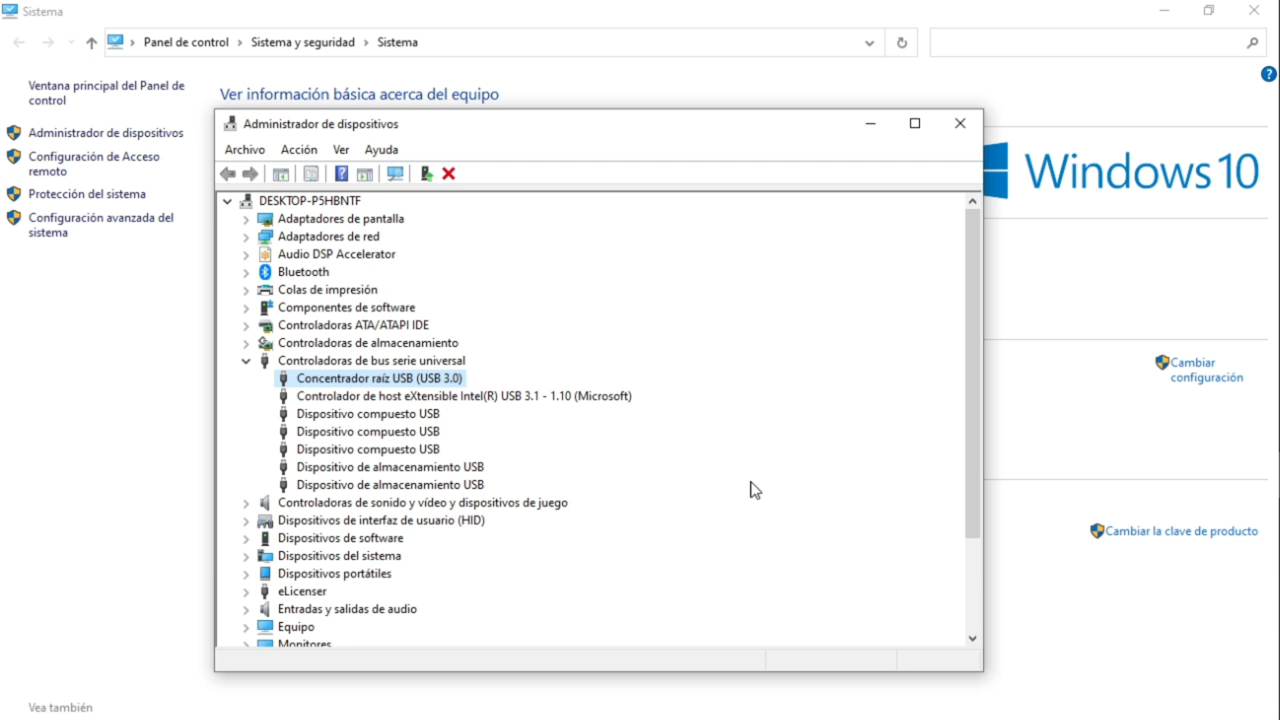 Sistema
Panel de control › Sistema y seguridad › Sistema
Ventana principal del Panel de
control
Administrador de dispositivos
Configuración de Acceso
remoto
Protección del sistema
Configuración avanzada del
sistema
Vea también
Ver información básica acerca del equipo
Administrador de dispositivos
Archivo Acción Ver Ayuda
DESKTOP-P5HBNTF
Adaptadores de pantalla
Adaptadores de red
Audio DSP Accelerator
Bluetooth
Colas de impresión
Componentes de software
Controladoras ATA/ATAPI IDE
Controladoras de almacenamiento
Controladoras de bus serie universal
Concentrador raíz USB (USB 3.0)
Controlador de host eXtensible Intel(R) USB 3.1 - 1.10 (Microsoft)
Dispositivo compuesto USB
Dispositivo compuesto USB
Dispositivo compuesto USB
Dispositivo de almacenamiento USB
Dispositivo de almacenamiento USB
Controladoras de sonido y vídeo y dispositivos de juego
Dispositivos de interfaz de usuario (HID)
Dispositivos de software
Dispositivos del sistema
Dispositivos portátiles
eLicenser
Entradas y salidas de audio
Equipo
Monitores
Windows 10
Cambiar
configuración
Cambiar la clave de producto